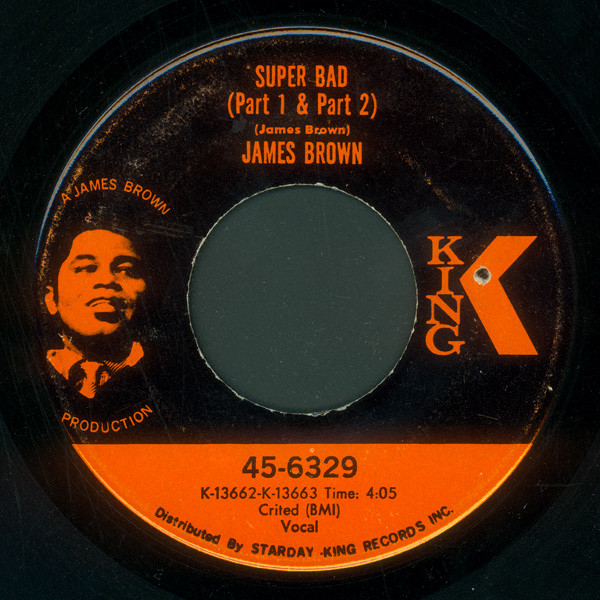 SUPER BAD
(Part 1 & Part 2)
(James Brown)
JAMES BROWN
A JAMES BROWN
PRODUCTION
KING
45-6329
K-13662-K-13663 Time: 4:05
Crited (BMI)
Vocal
Distributed By STARDAY-KING RECORDS INC.